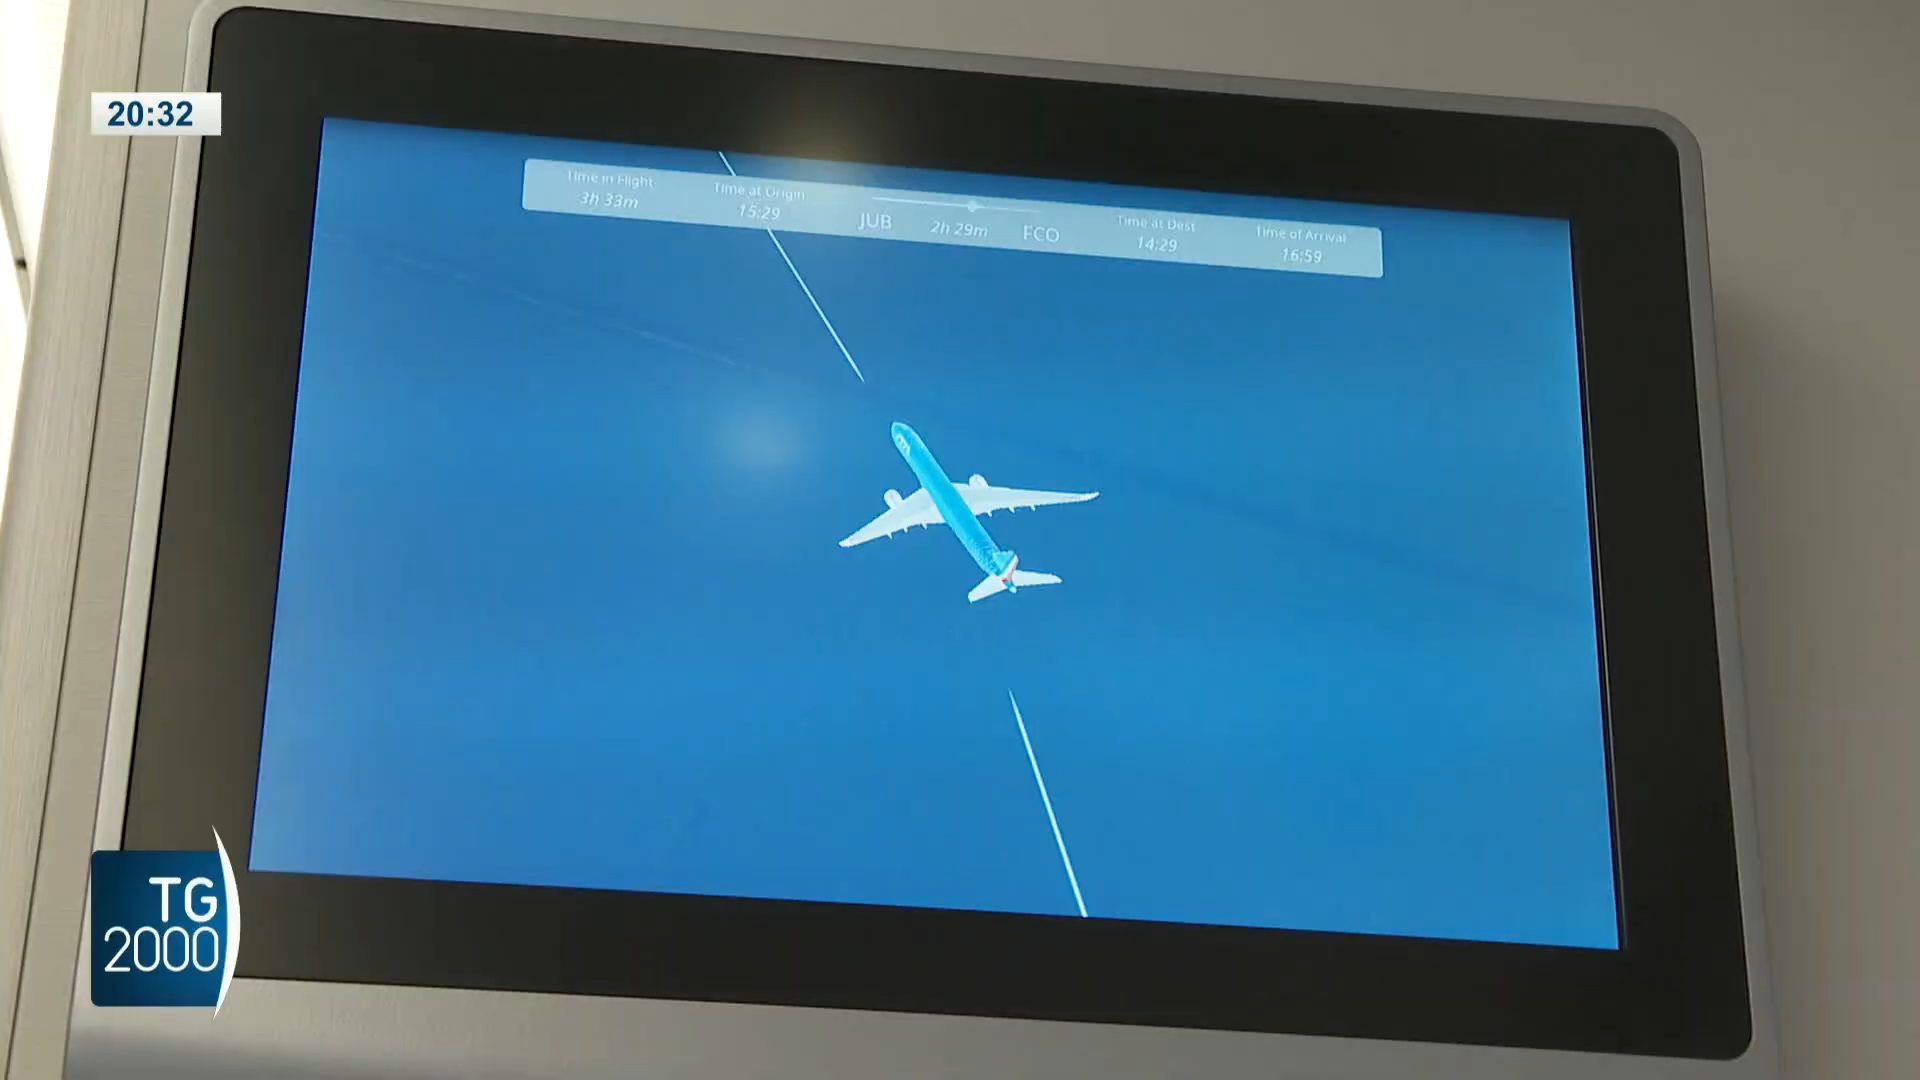 20:32
Time in Flight
3h 33m
Time at Origin
15:29
JUB
2h 29m
FCO
Time at Dest
14:29
Time of Arrival
16:59
TG
2000